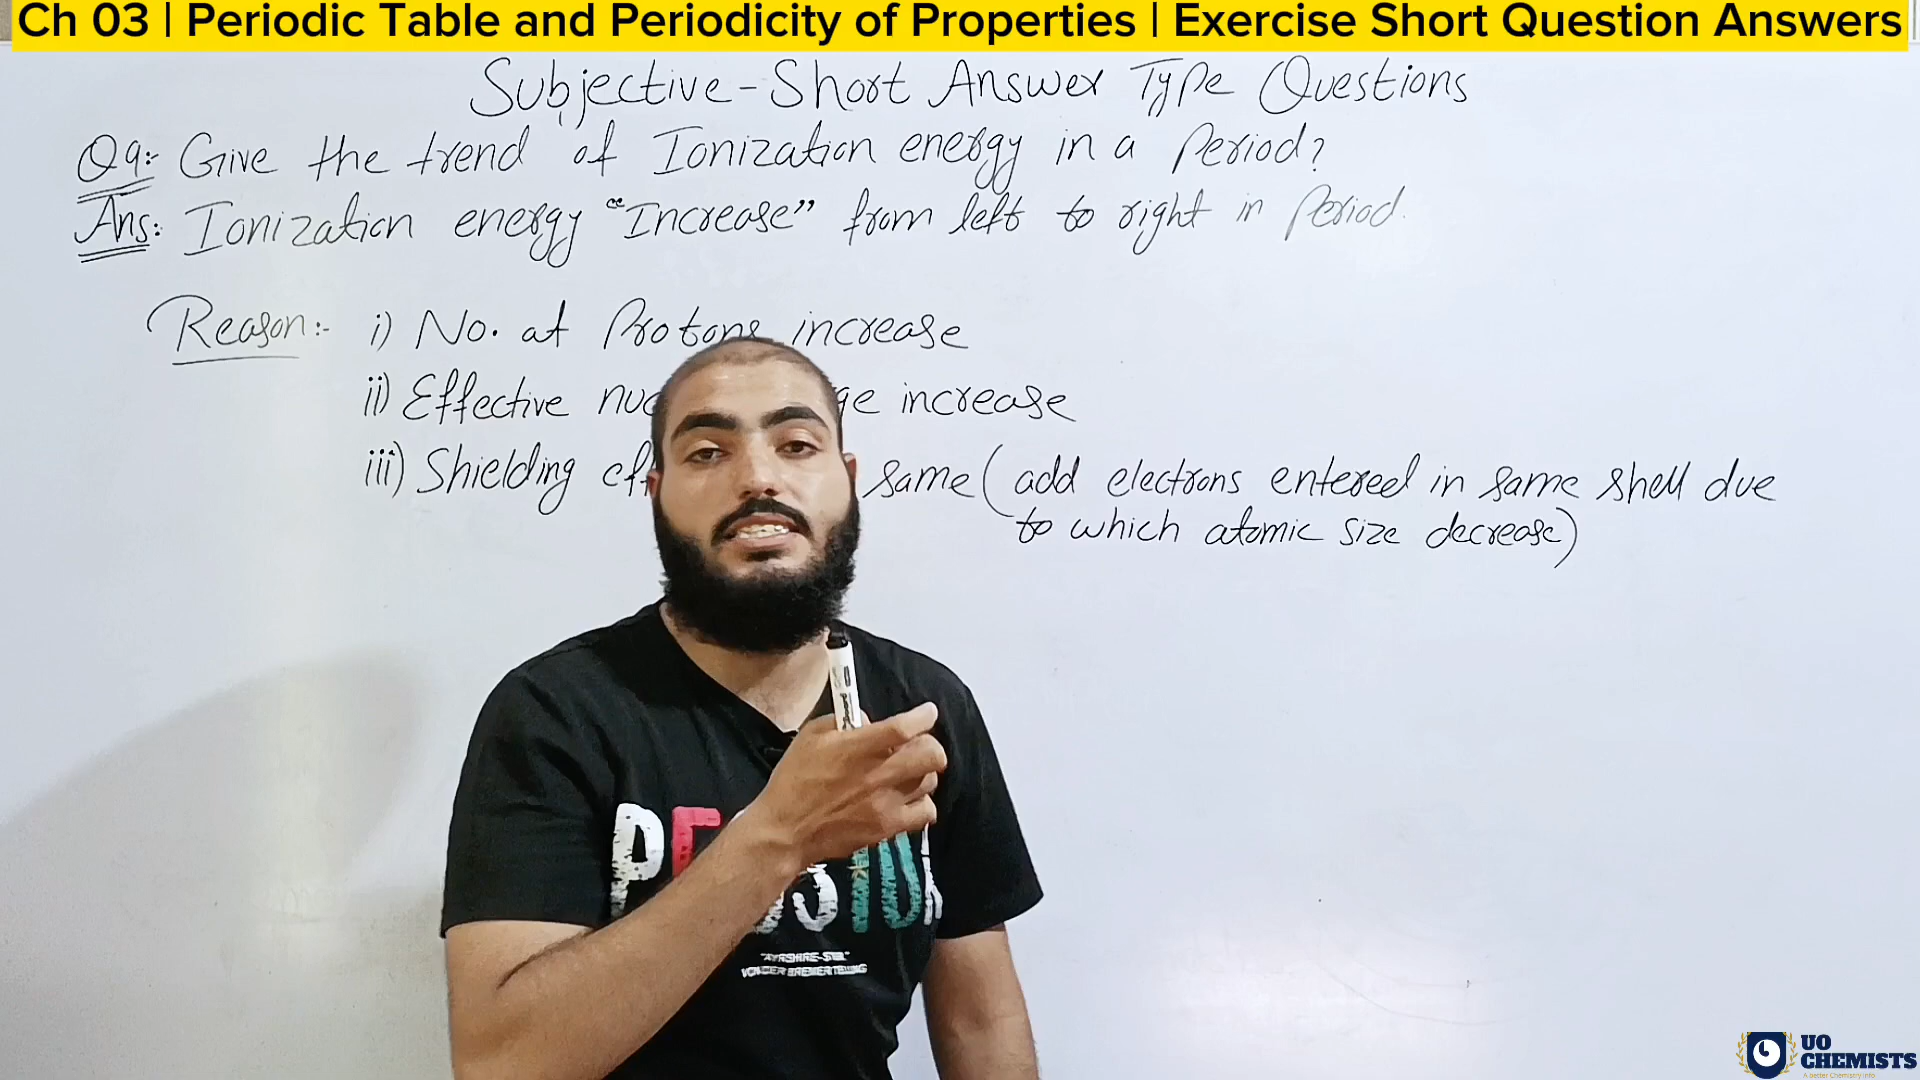 Ch 03 | Periodic Table and Periodicity of Properties | Exercise Short Question Answers
Subjective-Short Answer Type Questions
Q9:- Give the trend of Ionization energy in a Period?
Ans: Ionization energy "Increase" from left to right in Period.
Reason:- i) No. at Protons increase
ii) Effective increase
iii) Shielding same (add electrons entered in same shell due
to which atomic size decrease)
"AYRSHIRE-STEL"
UO
CHEMISTS